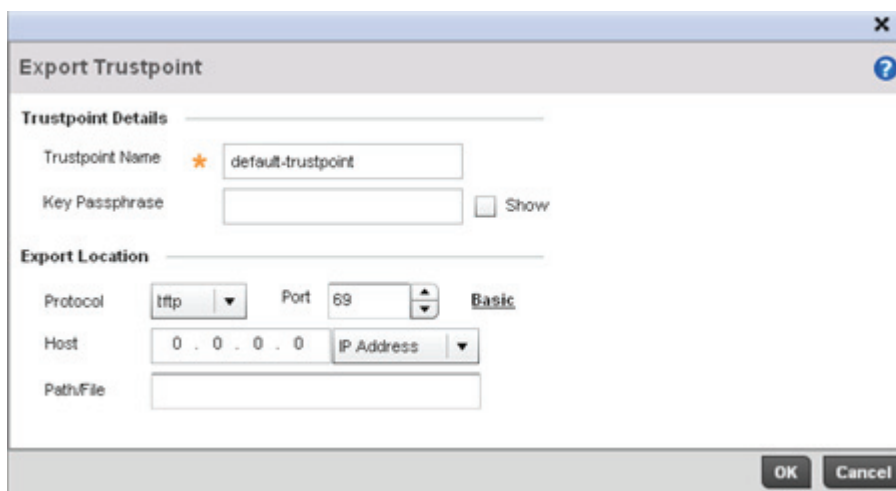 Export Trustpoint
Trustpoint Details
Trustpoint Name * default-trustpoint
Key Passphrase Show
Export Location
Protocol tftp Port 69 Basic
Host 0 . 0 . 0 . 0 IP Address
Path/File
OK Cancel